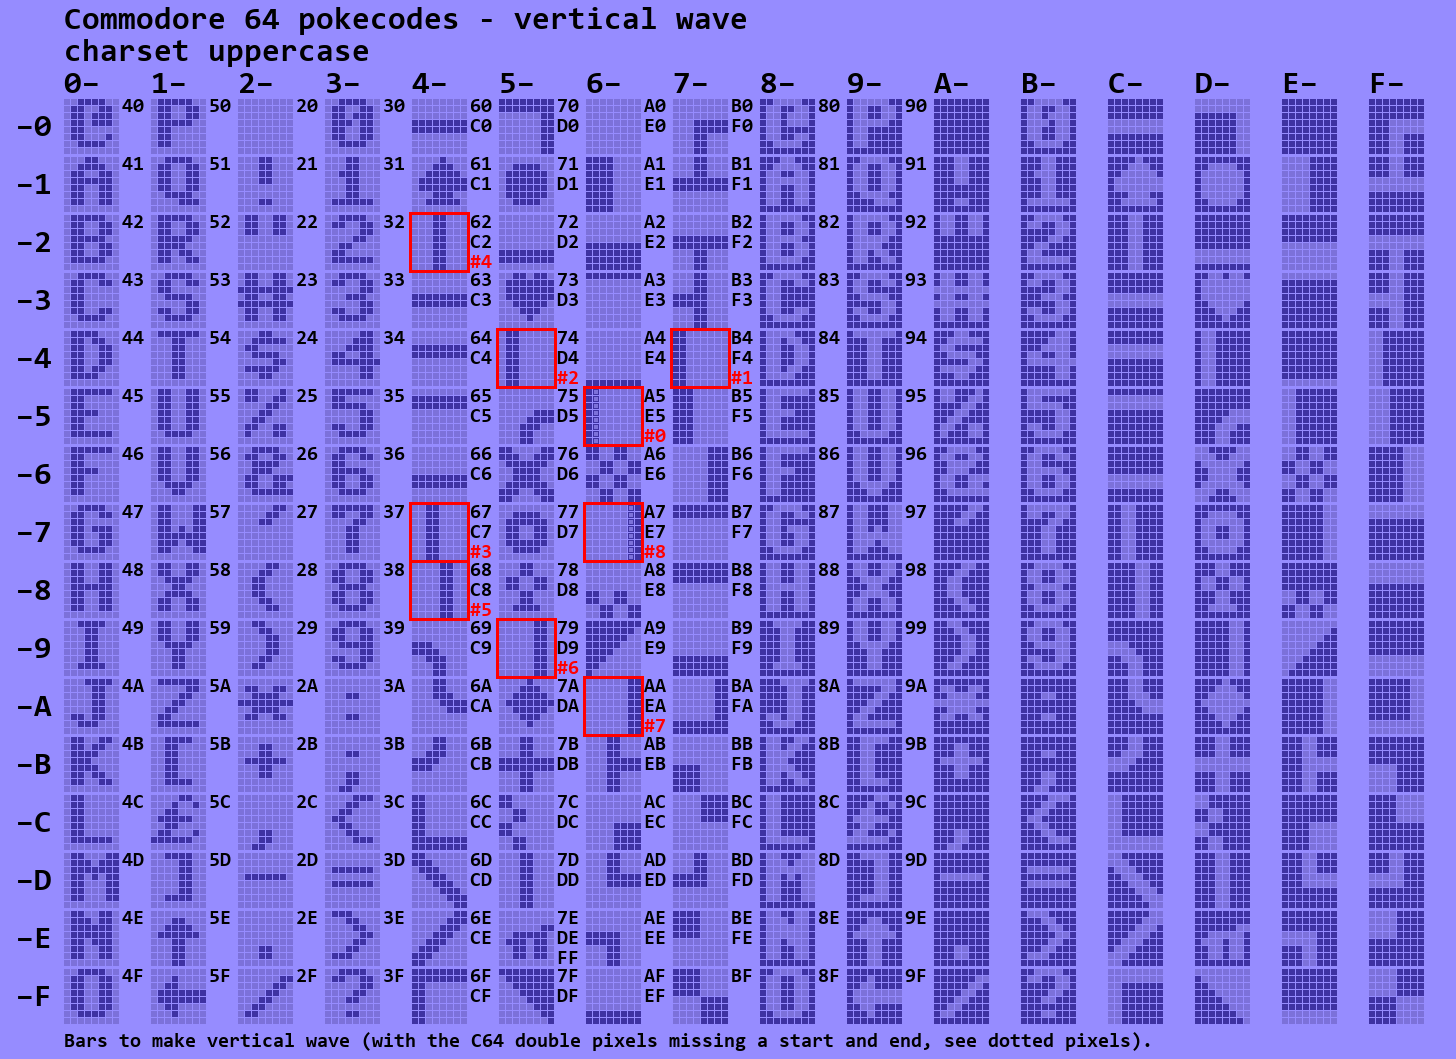 Commodore 64 pokecodes - vertical wave
charset uppercase
0- 1- 2- 3- 4- 5- 6- 7- 8- 9- A- B- C- D- E- F-
40 50 20 30 60 70 A0 B0 80 90
-0 C0 D0 E0 F0
41 51 21 31 61 71 A1 B1 81 91
-1 C1 D1 E1 F1
42 52 22 32 62 72 A2 B2 82 92
-2 C2 D2 E2 F2
#4
43 53 23 33 63 73 A3 B3 83 93
-3 C3 D3 E3 F3
44 54 24 34 64 74 A4 B4 84 94
-4 C4 D4 E4 F4
#2 #1
45 55 25 35 65 75 A5 B5 85 95
-5 C5 D5 E5 F5
#0
46 56 26 36 66 76 A6 B6 86 96
-6 C6 D6 E6 F6
47 57 27 37 67 77 A7 B7 87 97
-7 C7 D7 E7 F7
#3 #8
48 58 28 38 68 78 A8 B8 88 98
-8 C8 D8 E8 F8
#5
49 59 29 39 69 79 A9 B9 89 99
-9 C9 D9 E9 F9
#6
4A 5A 2A 3A 6A 7A AA BA 8A 9A
-A CA DA EA FA
#7
4B 5B 2B 3B 6B 7B AB BB 8B 9B
-B CB DB EB FB
4C 5C 2C 3C 6C 7C AC BC 8C 9C
-C CC DC EC FC
4D 5D 2D 3D 6D 7D AD BD 8D 9D
-D CD DD ED FD
4E 5E 2E 3E 6E 7E AE BE 8E 9E
-E CE DE EE FE
FF
4F 5F 2F 3F 6F 7F AF BF 8F 9F
-F CF DF EF
Bars to make vertical wave (with the C64 double pixels missing a start and end, see dotted pixels).